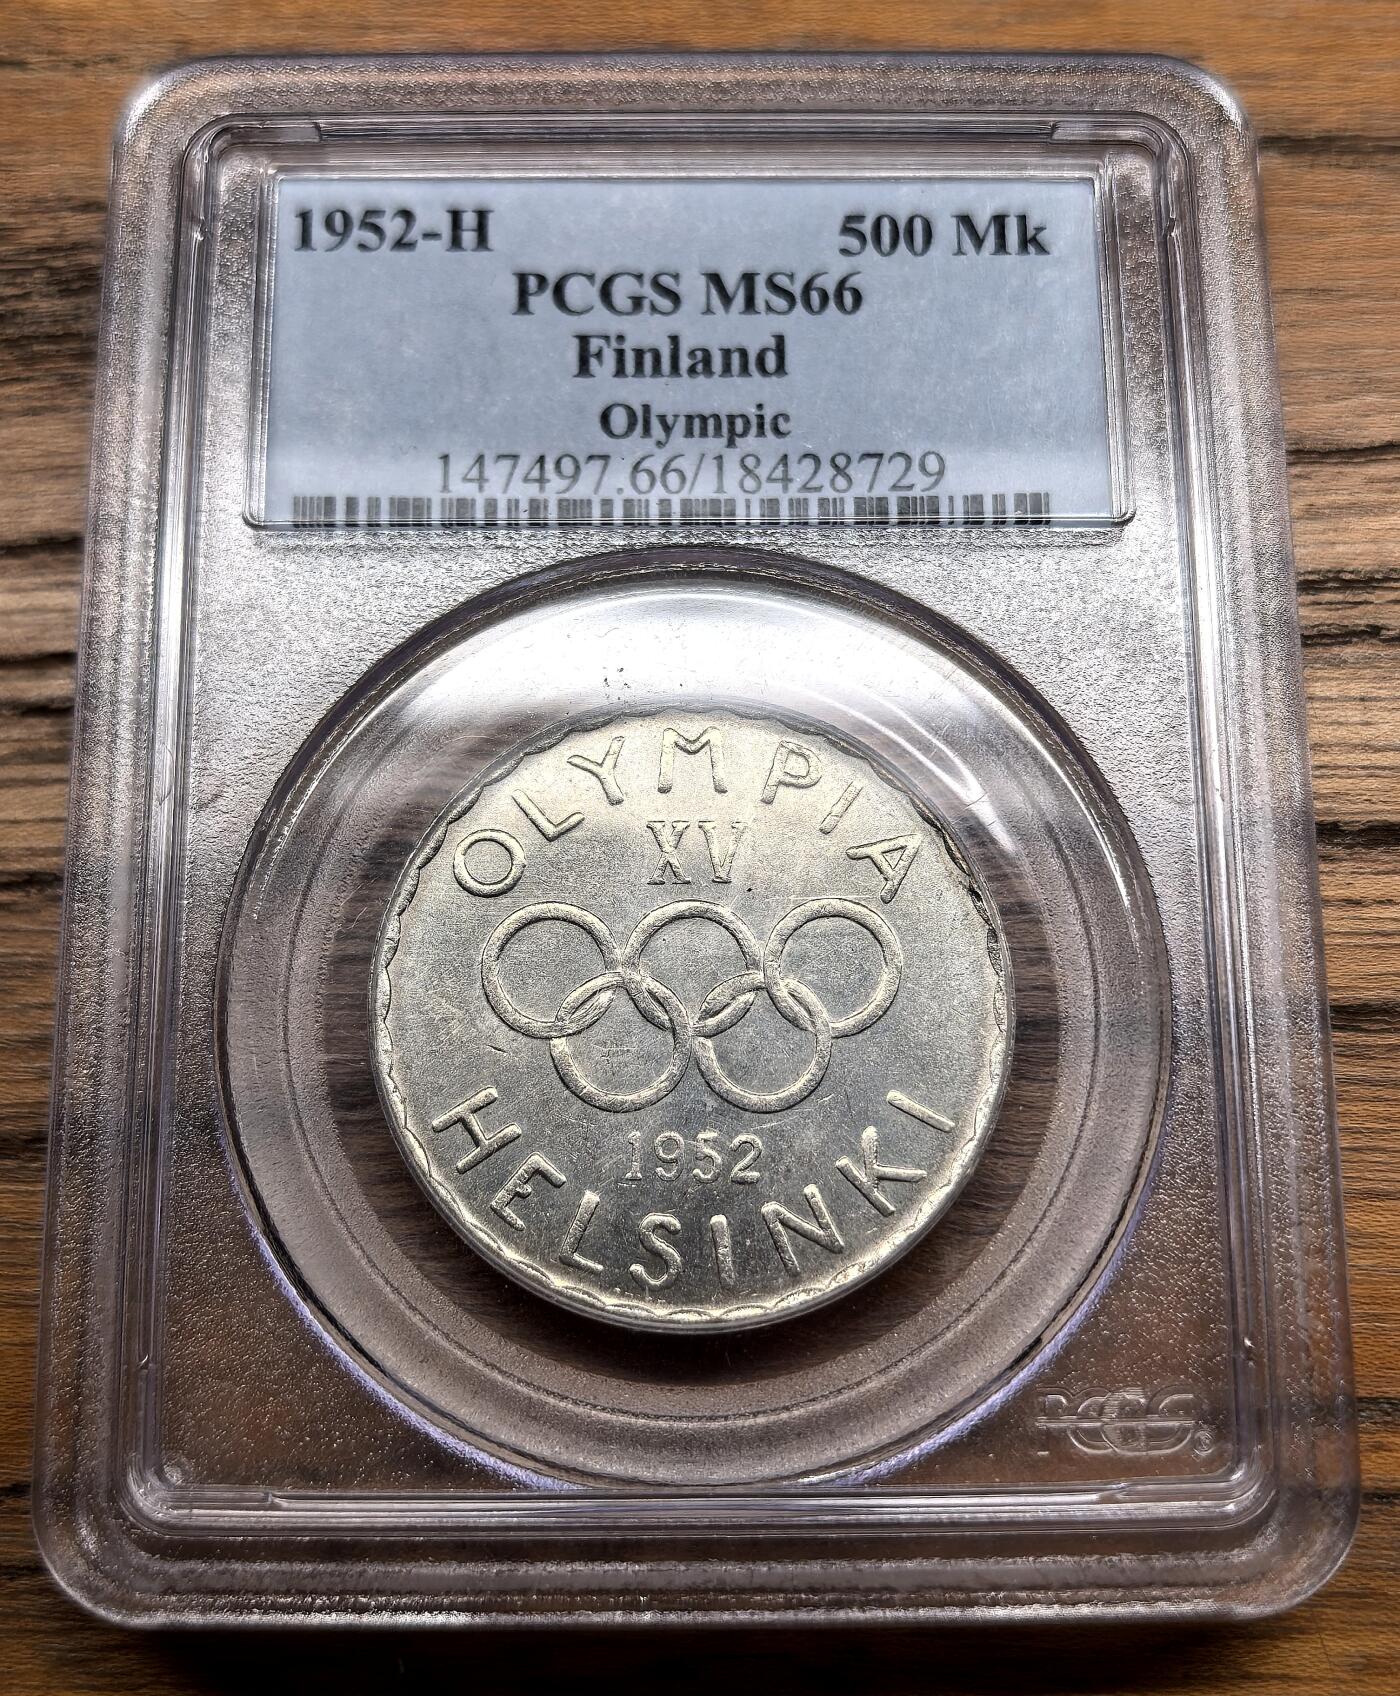 1952-H 500 Mk
PCGS MS66
Finland
Olympic
147497.66/18428729
OLYMPIA
XV
1952
HELSINKI
PCGS